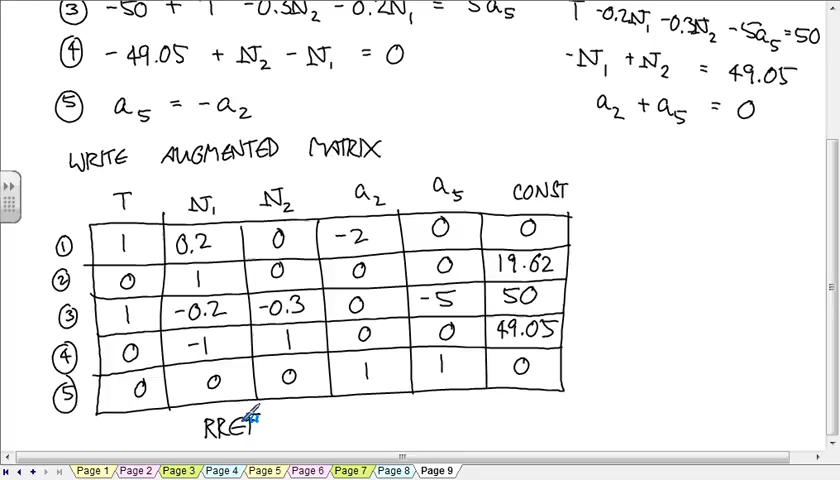 ③ -50 + T -0.3N₂ -0.2N₁ = 5a₅
T -0.2N₁ -0.3N₂ -5a₅=50
④ -49.05 + N₂ - N₁ = 0
-N₁ + N₂ = 49.05
⑤ a₅ = -a₂
a₂ + a₅ = 0
WRITE AUGMENTED MATRIX
T N₁ N₂ a₂ a₅ CONST
① 1 0.2 0 -2 0 0
② 0 1 0 0 0 19.62
③ 1 -0.2 -0.3 0 -5 50
④ 0 -1 1 0 0 49.05
⑤ 0 0 0 1 1 0
RREF
Page 1 Page 2 Page 3 Page 4 Page 5 Page 6 Page 7 Page 8 Page 9